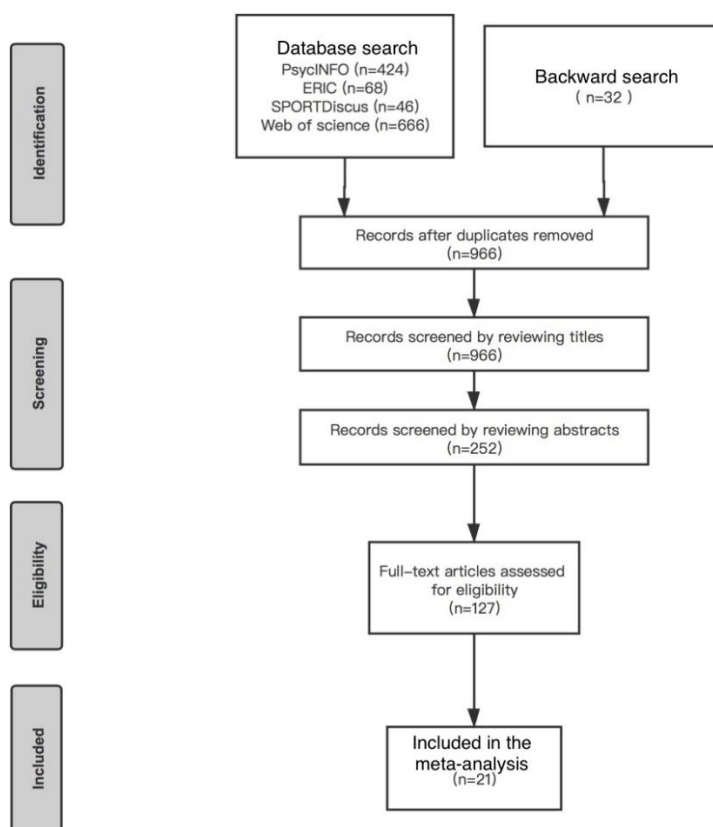 Identification
Database search
PsycINFO (n=424)
ERIC (n=68)
SPORTDiscus (n=46)
Web of science (n=666)
Backward search
( n=32 )
Records after duplicates removed
(n=966)
Screening
Records screened by reviewing titles
(n=966)
Records screened by reviewing abstracts
(n=252)
Eligibility
Full-text articles assessed
for eligibility
(n=127)
Included
Included in the
meta-analysis
(n=21)